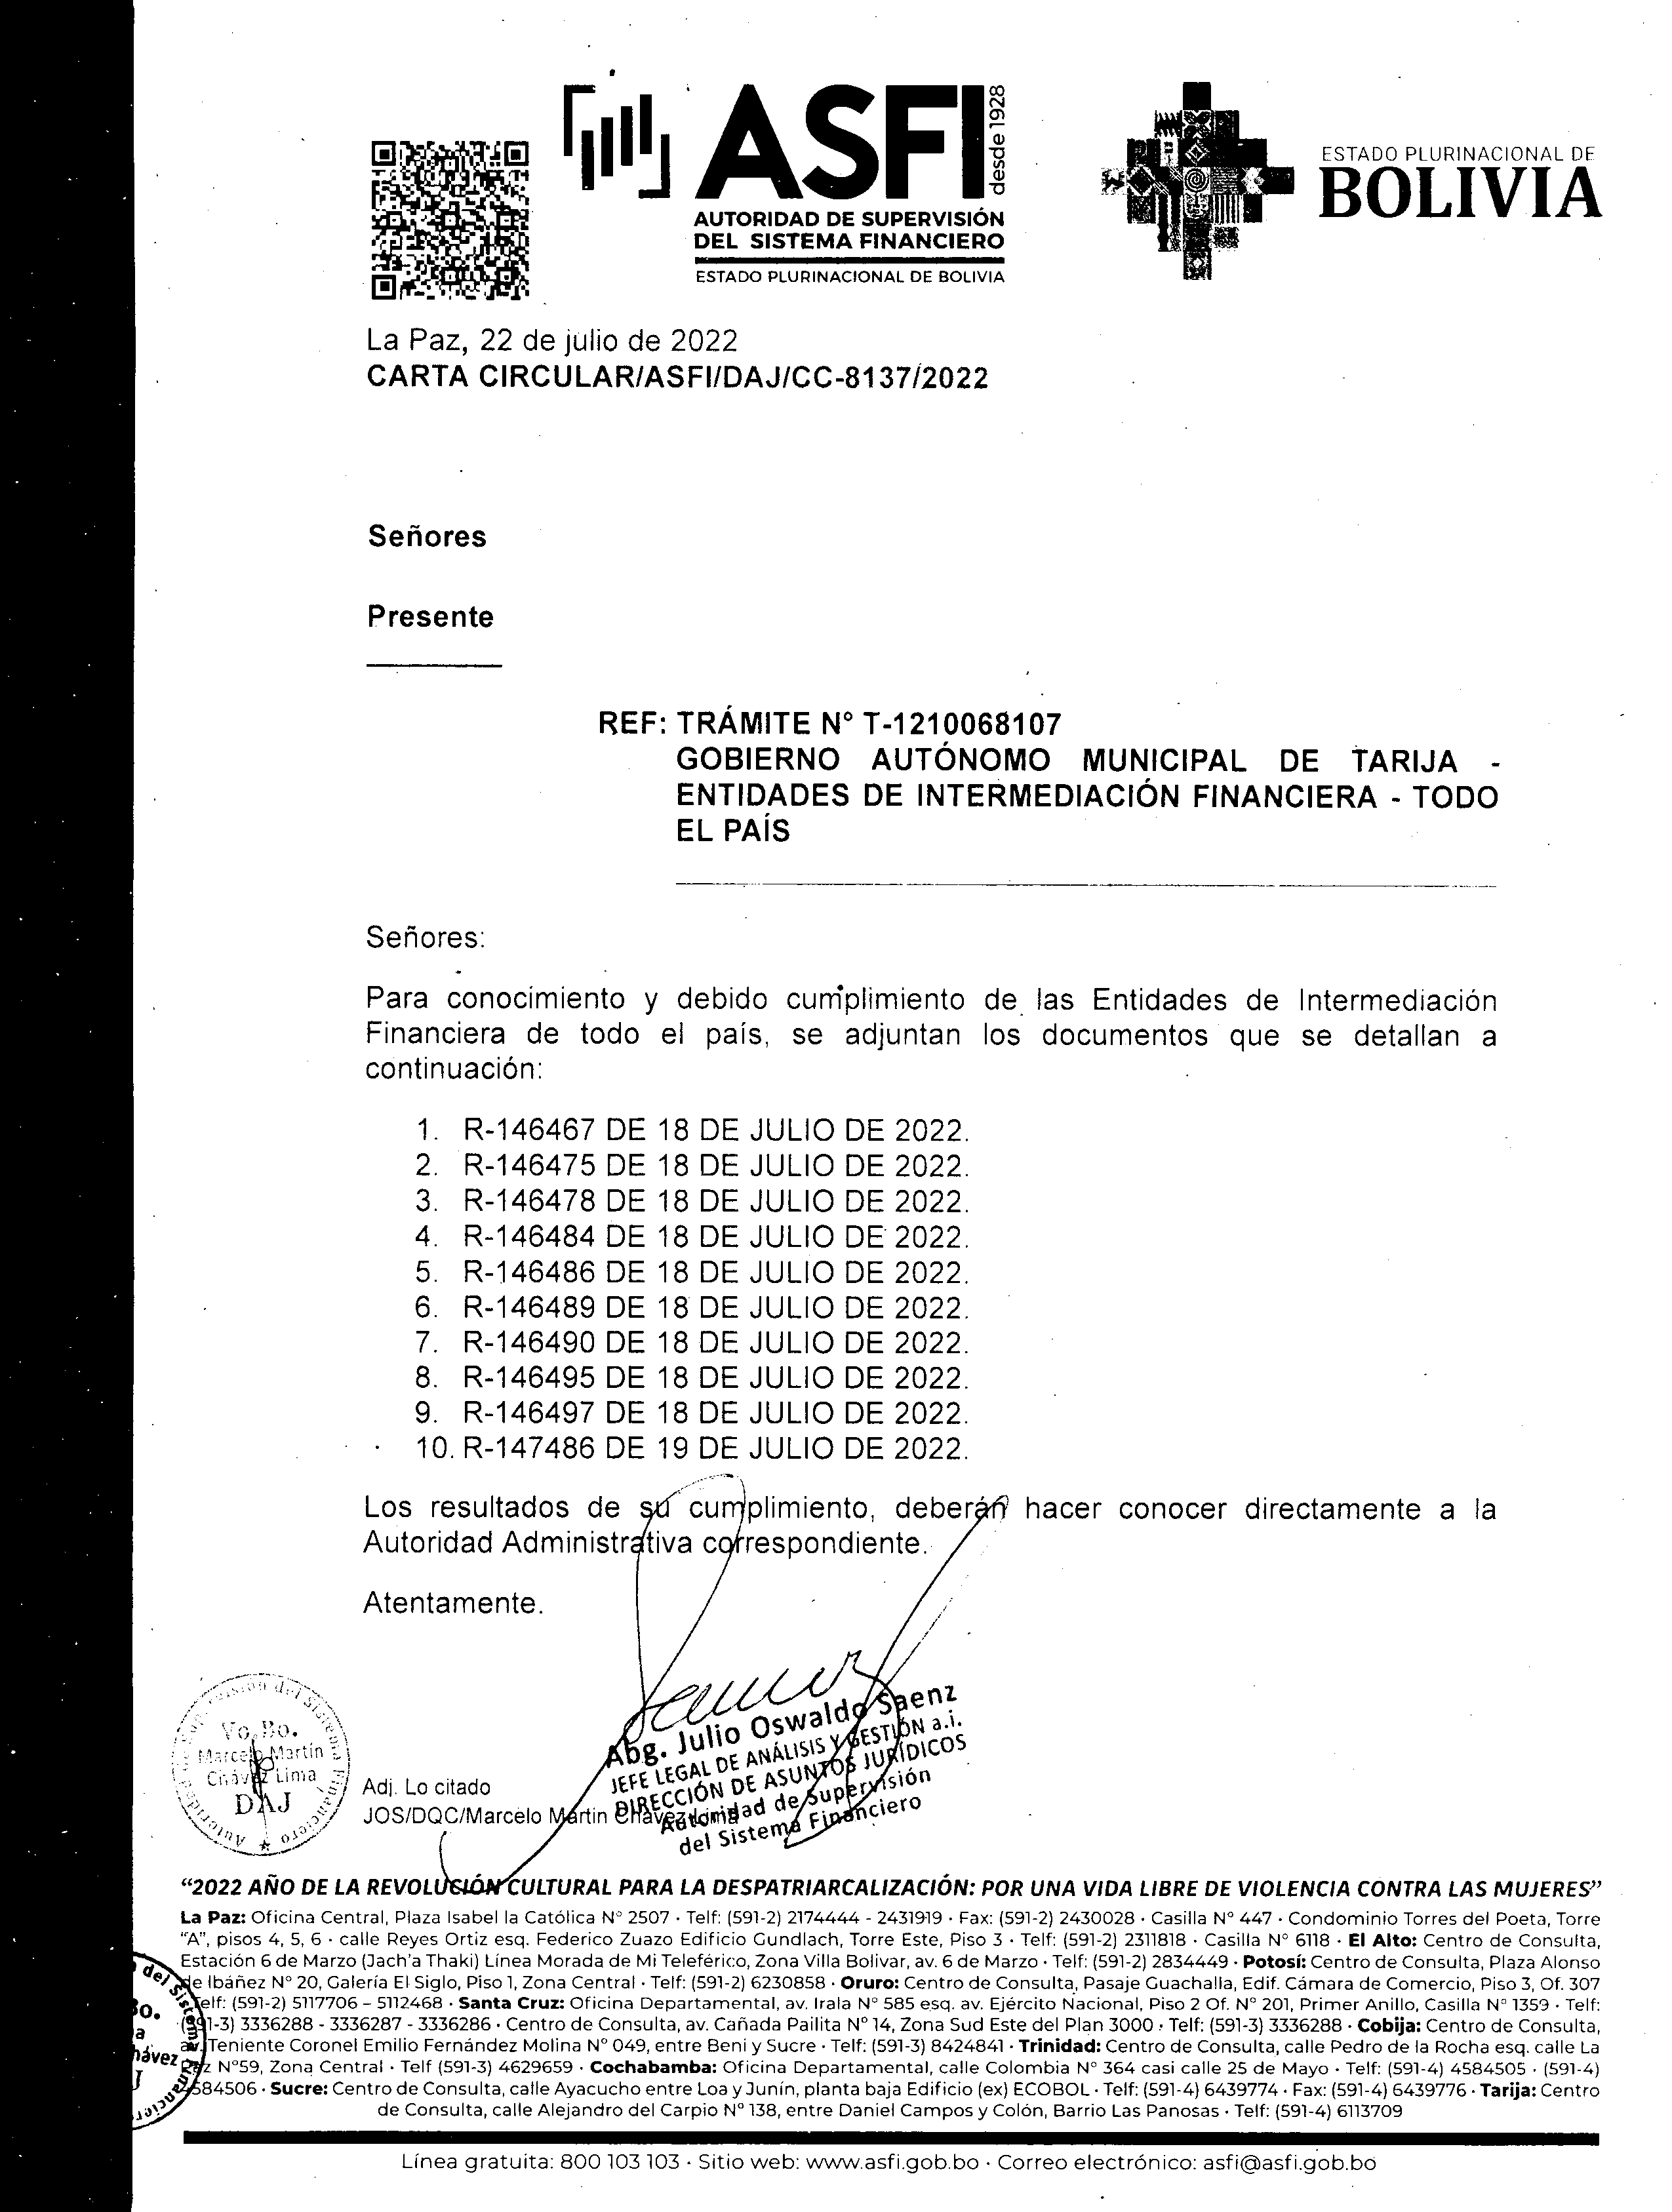 ASFI
desde 1928
AUTORIDAD DE SUPERVISIÓN
DEL SISTEMA FINANCIERO
ESTADO PLURINACIONAL DE BOLIVIA
ESTADO PLURINACIONAL DE
BOLIVIA
La Paz, 22 de julio de 2022
CARTA CIRCULAR/ASFI/DAJ/CC-8137/2022
Señores
Presente
REF: TRÁMITE N° T-1210068107
GOBIERNO AUTÓNOMO MUNICIPAL DE TARIJA -
ENTIDADES DE INTERMEDIACIÓN FINANCIERA - TODO
EL PAÍS
Señores:
Para conocimiento y debido cumplimiento de las Entidades de Intermediación
Financiera de todo el país, se adjuntan los documentos que se detallan a
continuación:
1. R-146467 DE 18 DE JULIO DE 2022.
2. R-146475 DE 18 DE JULIO DE 2022.
3. R-146478 DE 18 DE JULIO DE 2022.
4. R-146484 DE 18 DE JULIO DE 2022.
5. R-146486 DE 18 DE JULIO DE 2022.
6. R-146489 DE 18 DE JULIO DE 2022.
7. R-146490 DE 18 DE JULIO DE 2022.
8. R-146495 DE 18 DE JULIO DE 2022.
9. R-146497 DE 18 DE JULIO DE 2022.
10. R-147486 DE 19 DE JULIO DE 2022.
Los resultados de su cumplimiento, deberán hacer conocer directamente a la
Autoridad Administrativa correspondiente.
Atentamente.
Abg. Julio Oswaldo Saenz
JEFE LEGAL DE ANÁLISIS Y GESTIÓN a.i.
DIRECCIÓN DE ASUNTOS JURÍDICOS
Autoridad de Supervisión
del Sistema Financiero
Vo.Bo.
Marcelo Martín
Chávez Lima
DAJ
Adj. Lo citado
JOS/DQC/Marcelo Martin Chavez Lima
“2022 AÑO DE LA REVOLUCIÓN CULTURAL PARA LA DESPATRIARCALIZACIÓN: POR UNA VIDA LIBRE DE VIOLENCIA CONTRA LAS MUJERES”
La Paz: Oficina Central, Plaza Isabel la Católica N° 2507 · Telf: (591-2) 2174444 - 2431919 · Fax: (591-2) 2430028 · Casilla N° 447 · Condominio Torres del Poeta, Torre
“A”, pisos 4, 5, 6 · calle Reyes Ortiz esq. Federico Zuazo Edificio Gundlach, Torre Este, Piso 3 · Telf: (591-2) 2311818 · Casilla N° 6118 · El Alto: Centro de Consulta,
Estación 6 de Marzo (Jach’a Thaki) Línea Morada de Mi Teleférico, Zona Villa Bolivar, av. 6 de Marzo · Telf: (591-2) 2834449 · Potosí: Centro de Consulta, Plaza Alonso
de Ibáñez N° 20, Galería El Siglo, Piso 1, Zona Central · Telf: (591-2) 6230858 · Oruro: Centro de Consulta, Pasaje Guachalla, Edif. Cámara de Comercio, Piso 3, Of. 307
Telf: (591-2) 5117706 – 5112468 · Santa Cruz: Oficina Departamental, av. Irala N° 585 esq. av. Ejército Nacional, Piso 2 Of. N° 201, Primer Anillo, Casilla N° 1359 · Telf:
(591-3) 3336288 - 3336287 - 3336286 · Centro de Consulta, av. Cañada Pailita N° 14, Zona Sud Este del Plan 3000 · Telf: (591-3) 3336288 · Cobija: Centro de Consulta,
av. Teniente Coronel Emilio Fernández Molina N° 049, entre Beni y Sucre · Telf: (591-3) 8424841 · Trinidad: Centro de Consulta, calle Pedro de la Rocha esq. calle La
Paz N°59, Zona Central · Telf (591-3) 4629659 · Cochabamba: Oficina Departamental, calle Colombia N° 364 casi calle 25 de Mayo · Telf: (591-4) 4584505 · (591-4)
4584506 · Sucre: Centro de Consulta, calle Ayacucho entre Loa y Junín, planta baja Edificio (ex) ECOBOL · Telf: (591-4) 6439774 · Fax: (591-4) 6439776 · Tarija: Centro
de Consulta, calle Alejandro del Carpio N° 138, entre Daniel Campos y Colón, Barrio Las Panosas · Telf: (591-4) 6113709
Línea gratuita: 800 103 103 · Sitio web: www.asfi.gob.bo · Correo electrónico: asfi@asfi.gob.bo